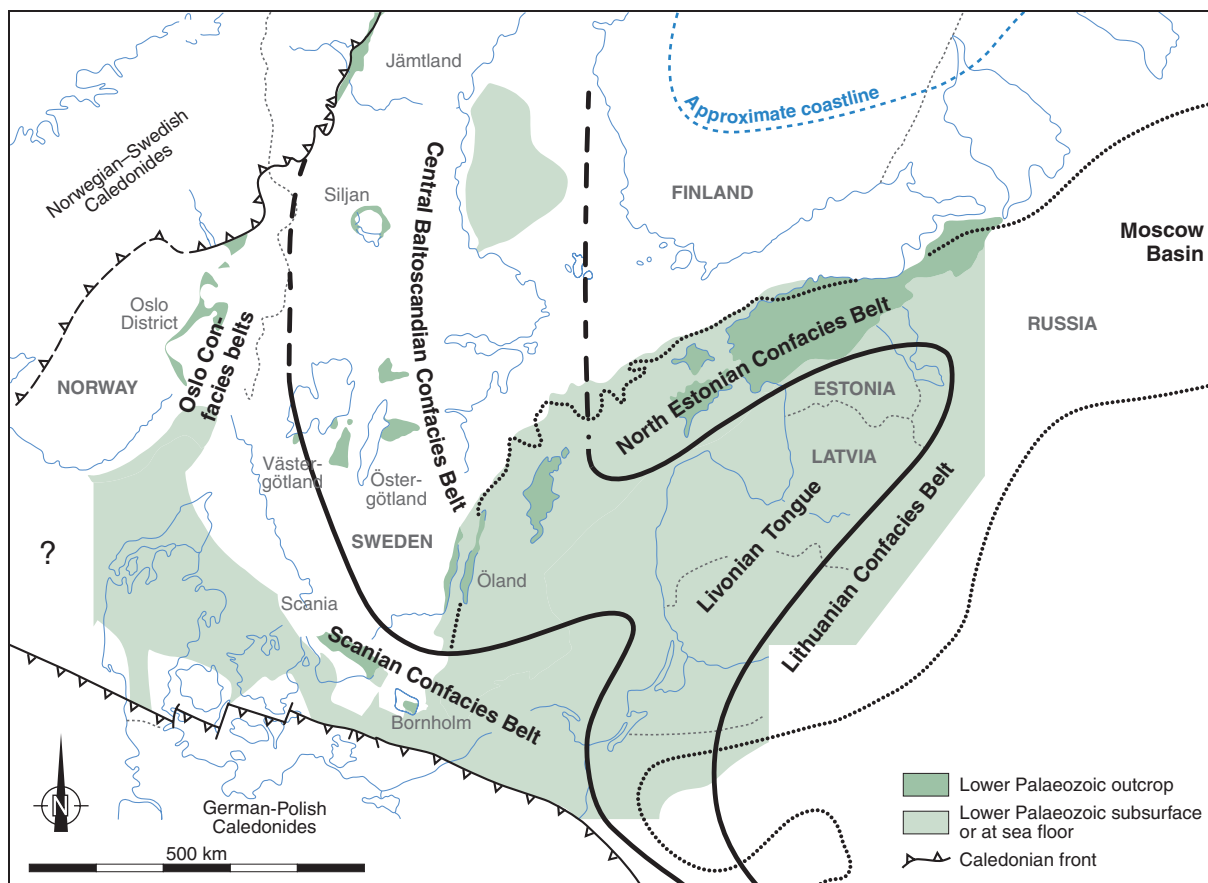 Jämtland
Approximate coastline
Norwegian–Swedish
Caledonides
Central Baltoscandian Confacies Belt
FINLAND
Siljan
Moscow
Basin
Oslo
District
Oslo Con-
facies belts
RUSSIA
NORWAY
North Estonian Confacies Belt
ESTONIA
LATVIA
Väster-
götland
Öster-
götland
SWEDEN
Livonian Tongue
Lithuanian Confacies Belt
?
Öland
Scania
Scanian Confacies Belt
Bornholm
N
German-Polish
Caledonides
500 km
Lower Palaeozoic outcrop
Lower Palaeozoic subsurface
or at sea floor
Caledonian front